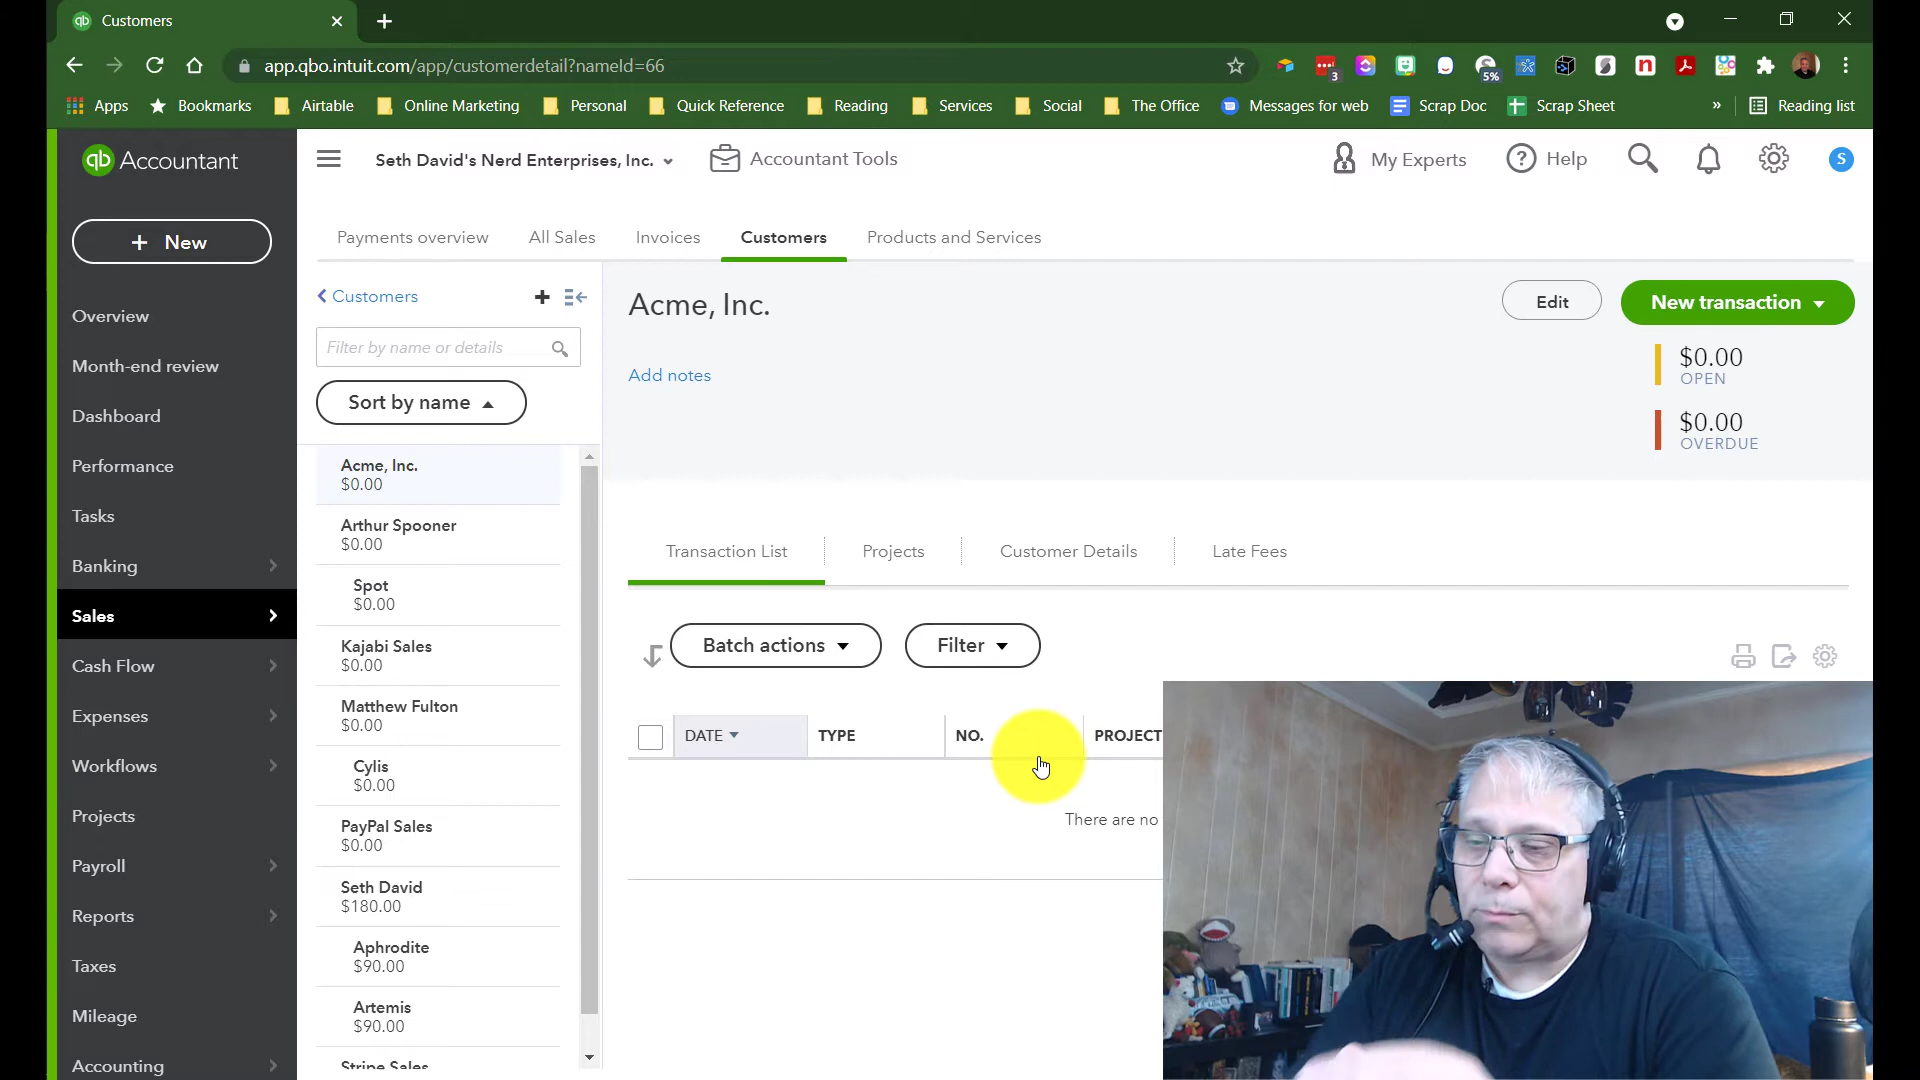 Customers
app.qbo.intuit.com/app/customerdetail?nameId=66
3
5%
Apps
Bookmarks
Airtable
Online Marketing
Personal
Quick Reference
Reading
Services
Social
The Office
Messages for web
Scrap Doc
Scrap Sheet
»
Reading list
qb Accountant
Seth David's Nerd Enterprises, Inc.
Accountant Tools
My Experts
Help
S
+ New
Payments overview
All Sales
Invoices
Customers
Products and Services
Overview
Month-end review
Dashboard
Performance
Tasks
Banking
Sales
Cash Flow
Expenses
Workflows
Projects
Payroll
Reports
Taxes
Mileage
Accounting
Customers
Filter by name or details
Sort by name
Acme, Inc.
$0.00
Arthur Spooner
$0.00
Spot
$0.00
Kajabi Sales
$0.00
Matthew Fulton
$0.00
Cylis
$0.00
PayPal Sales
$0.00
Seth David
$180.00
Aphrodite
$90.00
Artemis
$90.00
Stripe Sales
Acme, Inc.
Edit
New transaction
Add notes
$0.00
OPEN
$0.00
OVERDUE
Transaction List
Projects
Customer Details
Late Fees
Batch actions
Filter
DATE
TYPE
NO.
PROJECT
There are no